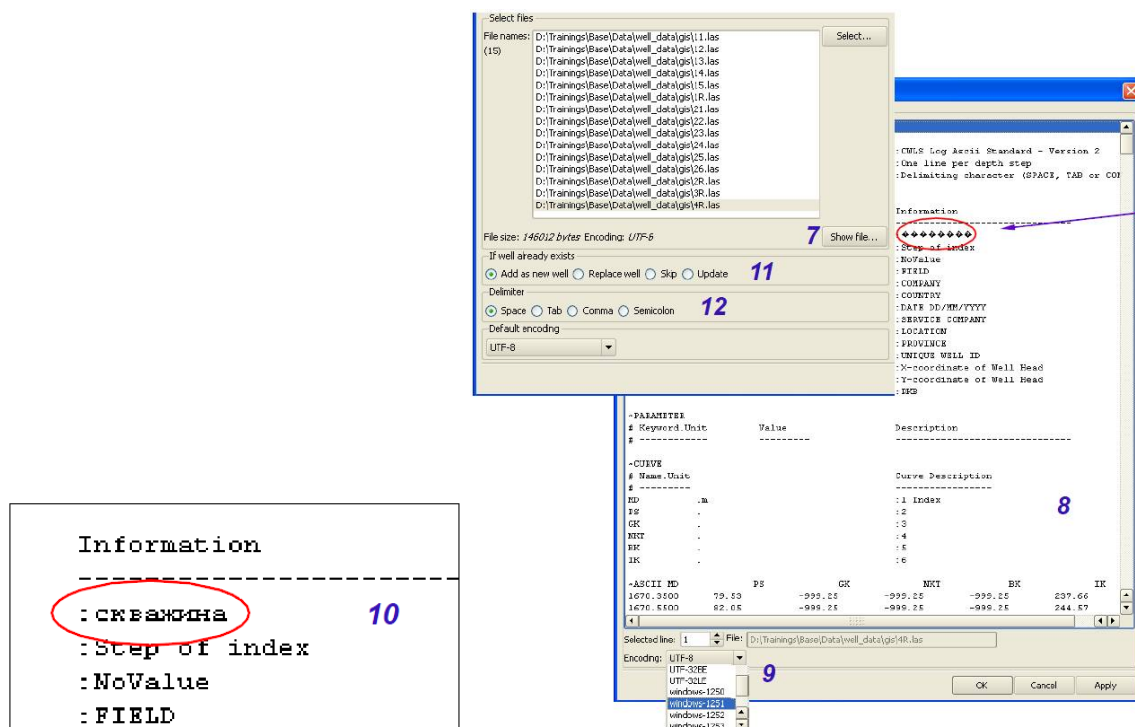 Select files
File names:
(15)
D:\Trainings\Base\Data\well_data\gis\11.las
D:\Trainings\Base\Data\well_data\gis\12.las
D:\Trainings\Base\Data\well_data\gis\13.las
D:\Trainings\Base\Data\well_data\gis\14.las
D:\Trainings\Base\Data\well_data\gis\15.las
D:\Trainings\Base\Data\well_data\gis\1R.las
D:\Trainings\Base\Data\well_data\gis\21.las
D:\Trainings\Base\Data\well_data\gis\22.las
D:\Trainings\Base\Data\well_data\gis\23.las
D:\Trainings\Base\Data\well_data\gis\24.las
D:\Trainings\Base\Data\well_data\gis\25.las
D:\Trainings\Base\Data\well_data\gis\26.las
D:\Trainings\Base\Data\well_data\gis\2R.las
D:\Trainings\Base\Data\well_data\gis\3R.las
D:\Trainings\Base\Data\well_data\gis\4R.las
Select...
File size: 146012 bytes Encoding: UTF-8
7 Show file...
If well already exists
Add as new well Replace well Skip Update 11
Delimiter
Space Tab Comma Semicolon 12
Default encoding
UTF-8
:CWLS Log Ascii Standard - Version 2
:One line per depth step
:Delimiting character (SPACE, TAB or COM
Information
--------------------------------
:��������
:Step of index
:NoValue
:FIELD
:COMPANY
:COUNTRY
:DATE DD/MM/YYYY
:SERVICE COMPANY
:LOCATION
:PROVINCE
:UNIQUE WELL ID
:X-coordinate of Well Head
:Y-coordinate of Well Head
:RKB
~PARAMETER
# Keyword.Unit Value Description
# ------------ --------- --------------------------------
~CURVE
# Name.Unit Curve Description
# --------- -----------------
MD .m :1 Index
PS . :2
GK . :3
NKT . :4
BK . :5
IK . :6
8
~ASCII MD PS GK NKT BK IK
1670.3500 79.53 -999.25 -999.25 -999.25 237.66
1670.5500 82.05 -999.25 -999.25 -999.25 244.57
Selected line: 1 File: D:\Trainings\Base\Data\well_data\gis\4R.las
Encoding: UTF-8
UTF-32BE
UTF-32LE
windows-1250
windows-1251
windows-1252
windows-1253
9
OK Cancel Apply
Information
------------------------
:скважина
10
:Step of index
:NoValue
:FIELD